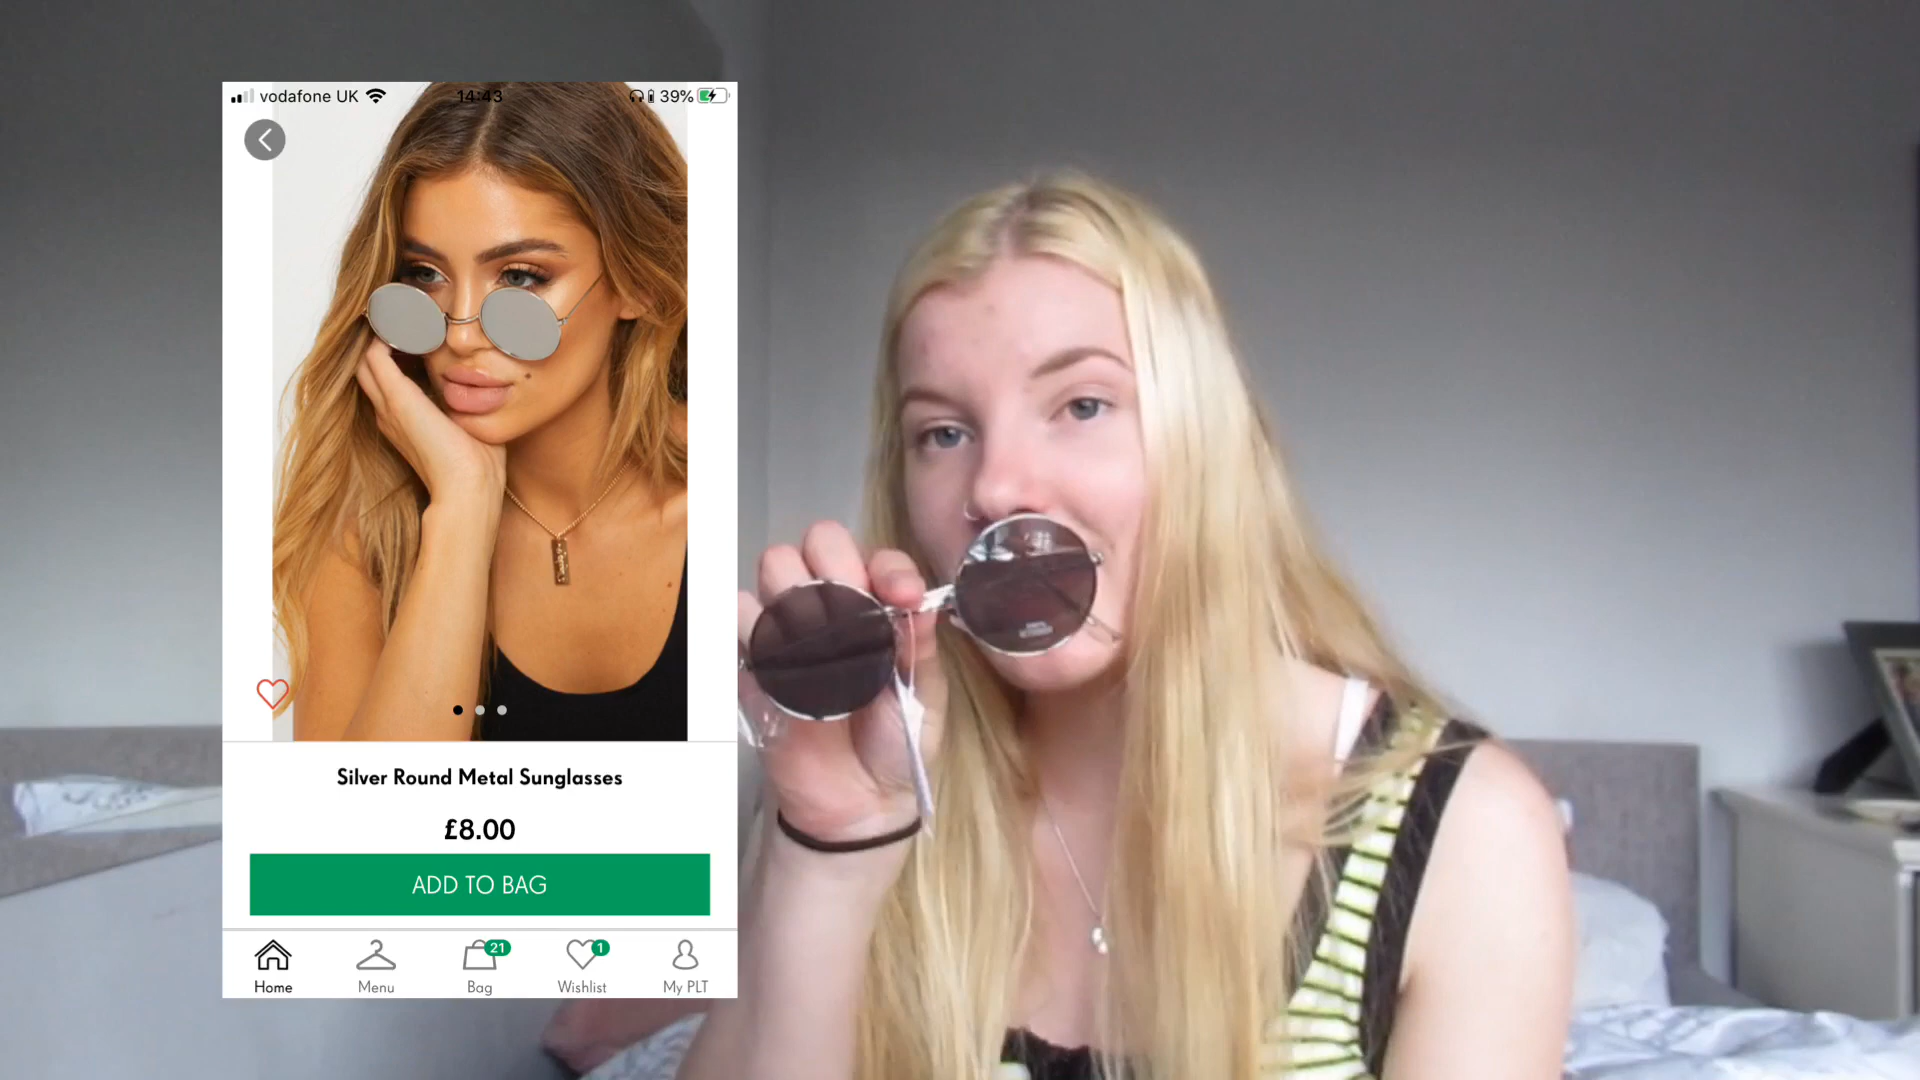 vodafone UK
14:43
39%
Silver Round Metal Sunglasses
£8.00
ADD TO BAG
21
1
Home
Menu
Bag
Wishlist
My PLT